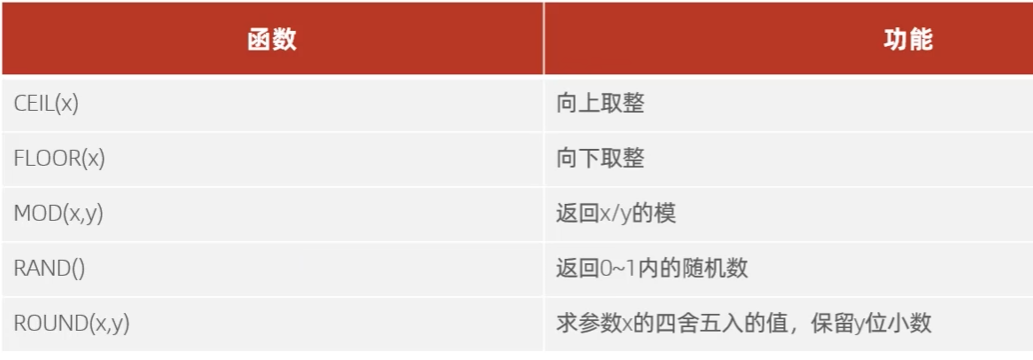 函数 功能
CEIL(x) 向上取整
FLOOR(x) 向下取整
MOD(x,y) 返回x/y的模
RAND() 返回0~1内的随机数
ROUND(x,y) 求参数x的四舍五入的值，保留y位小数